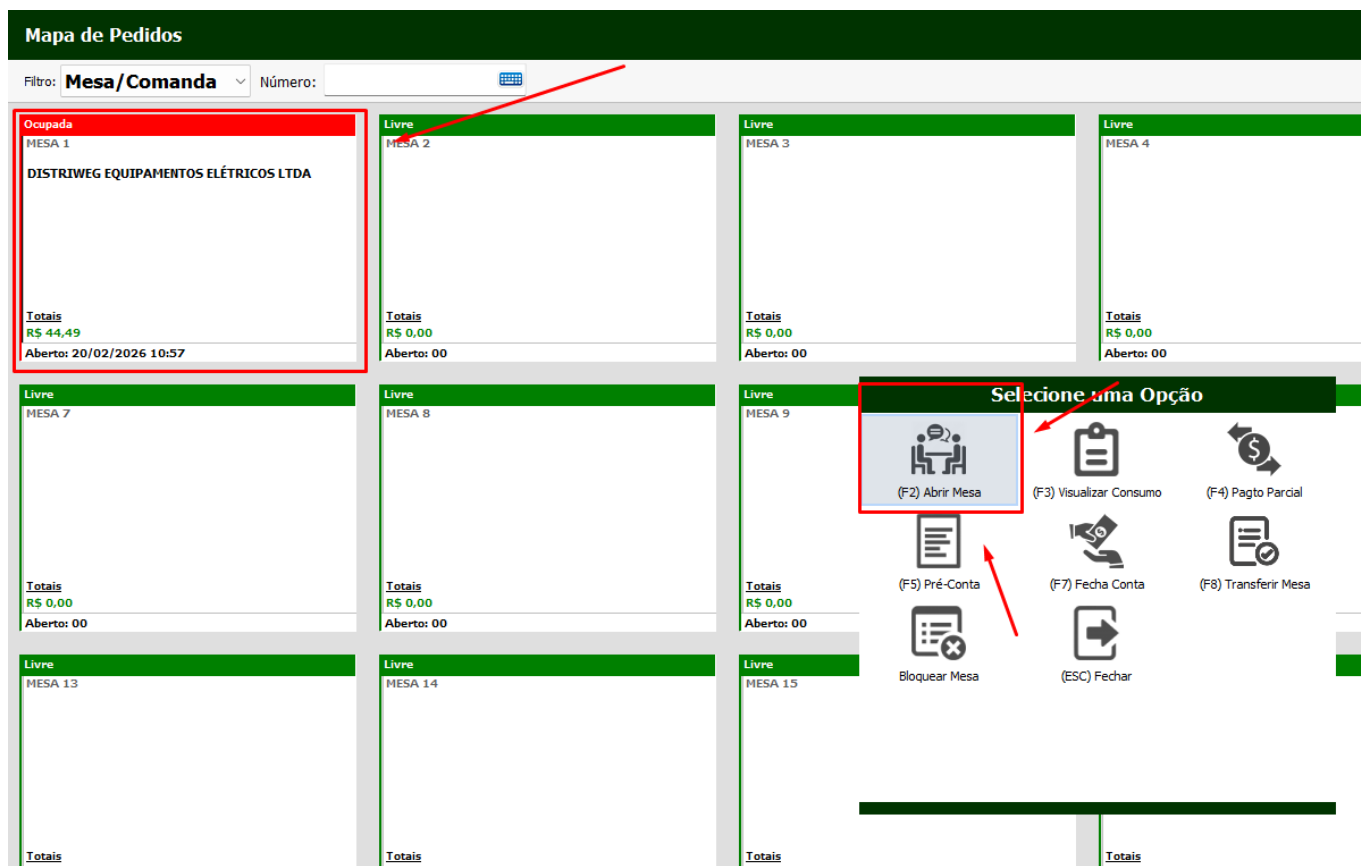 Mapa de Pedidos
Filtro: Mesa/Comanda Número:
Ocupada
MESA 1
DISTRIWEG EQUIPAMENTOS ELÉTRICOS LTDA
Totais
R$ 44,49
Aberto: 20/02/2026 10:57
Livre
MESA 2
Totais
R$ 0,00
Aberto: 00
Livre
MESA 3
Totais
R$ 0,00
Aberto: 00
Livre
MESA 4
Totais
R$ 0,00
Aberto: 00
Livre
MESA 7
Totais
R$ 0,00
Aberto: 00
Livre
MESA 8
Totais
R$ 0,00
Aberto: 00
Livre
MESA 9
Totais
R$ 0,00
Aberto: 00
Selecione uma Opção
(F2) Abrir Mesa
(F3) Visualizar Consumo
(F4) Pagto Parcial
(F5) Pré-Conta
(F7) Fecha Conta
(F8) Transferir Mesa
Bloquear Mesa
(ESC) Fechar
Livre
MESA 13
Totais
Livre
MESA 14
Totais
Livre
MESA 15
Totais
Totais